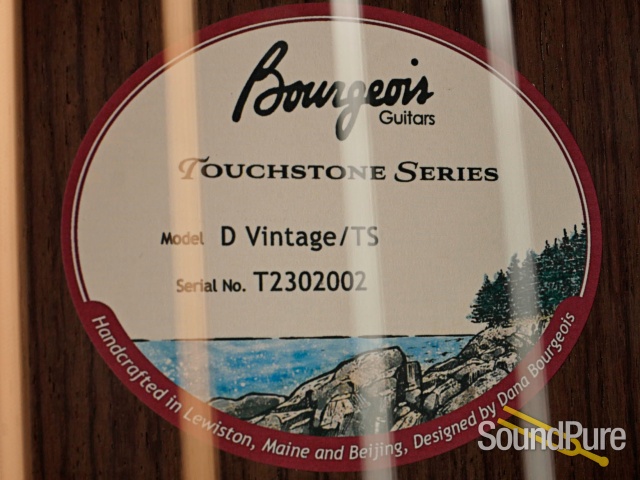 Bourgeois
Guitars
TOUCHSTONE SERIES
Model D Vintage/TS
Serial No. T2302002
Handcrafted in Lewiston, Maine and Beijing, Designed by Dana Bourgeois
SoundPure